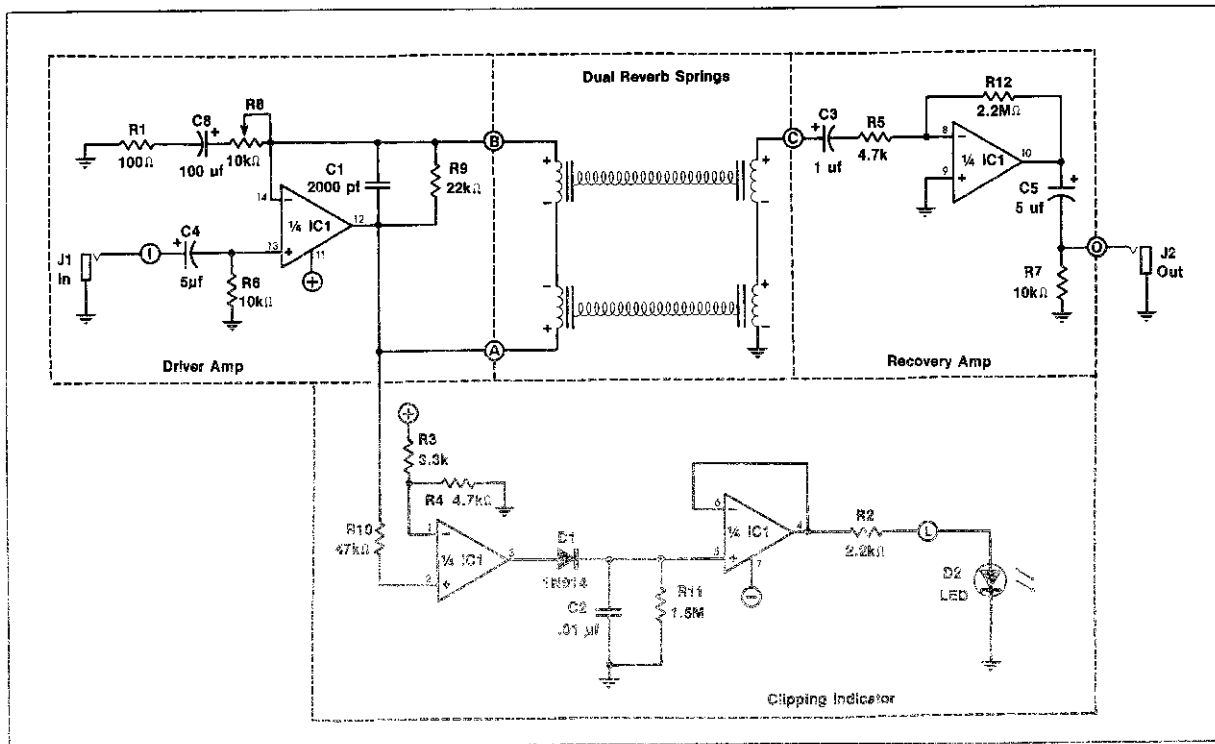 Driver Amp
R1
100Ω
C8
+
100 uf
R8
10kΩ
C1
2000 pf
R9
22kΩ
14
−
¼ IC1
12
13
+
11
+
J1
In
I
+
C4
5µf
R6
10kΩ
Dual Reverb Springs
B
A
+
−
−
+
+
−
+
−
Recovery Amp
C
+
C3
1 uf
R5
4.7k
R12
2.2MΩ
8
−
¼ IC1
10
9
+
C5
+
5 uf
O
R7
10kΩ
J2
Out
Clipping Indicator
+
R3
3.3k
R4 4.7kΩ
R10
47kΩ
1
−
¼ IC1
2
+
D1
1N914
C2
.01 µf
R11
1.5M
6
−
¼ IC1
4
+
7
−
R2
2.2kΩ
L
D2
LED